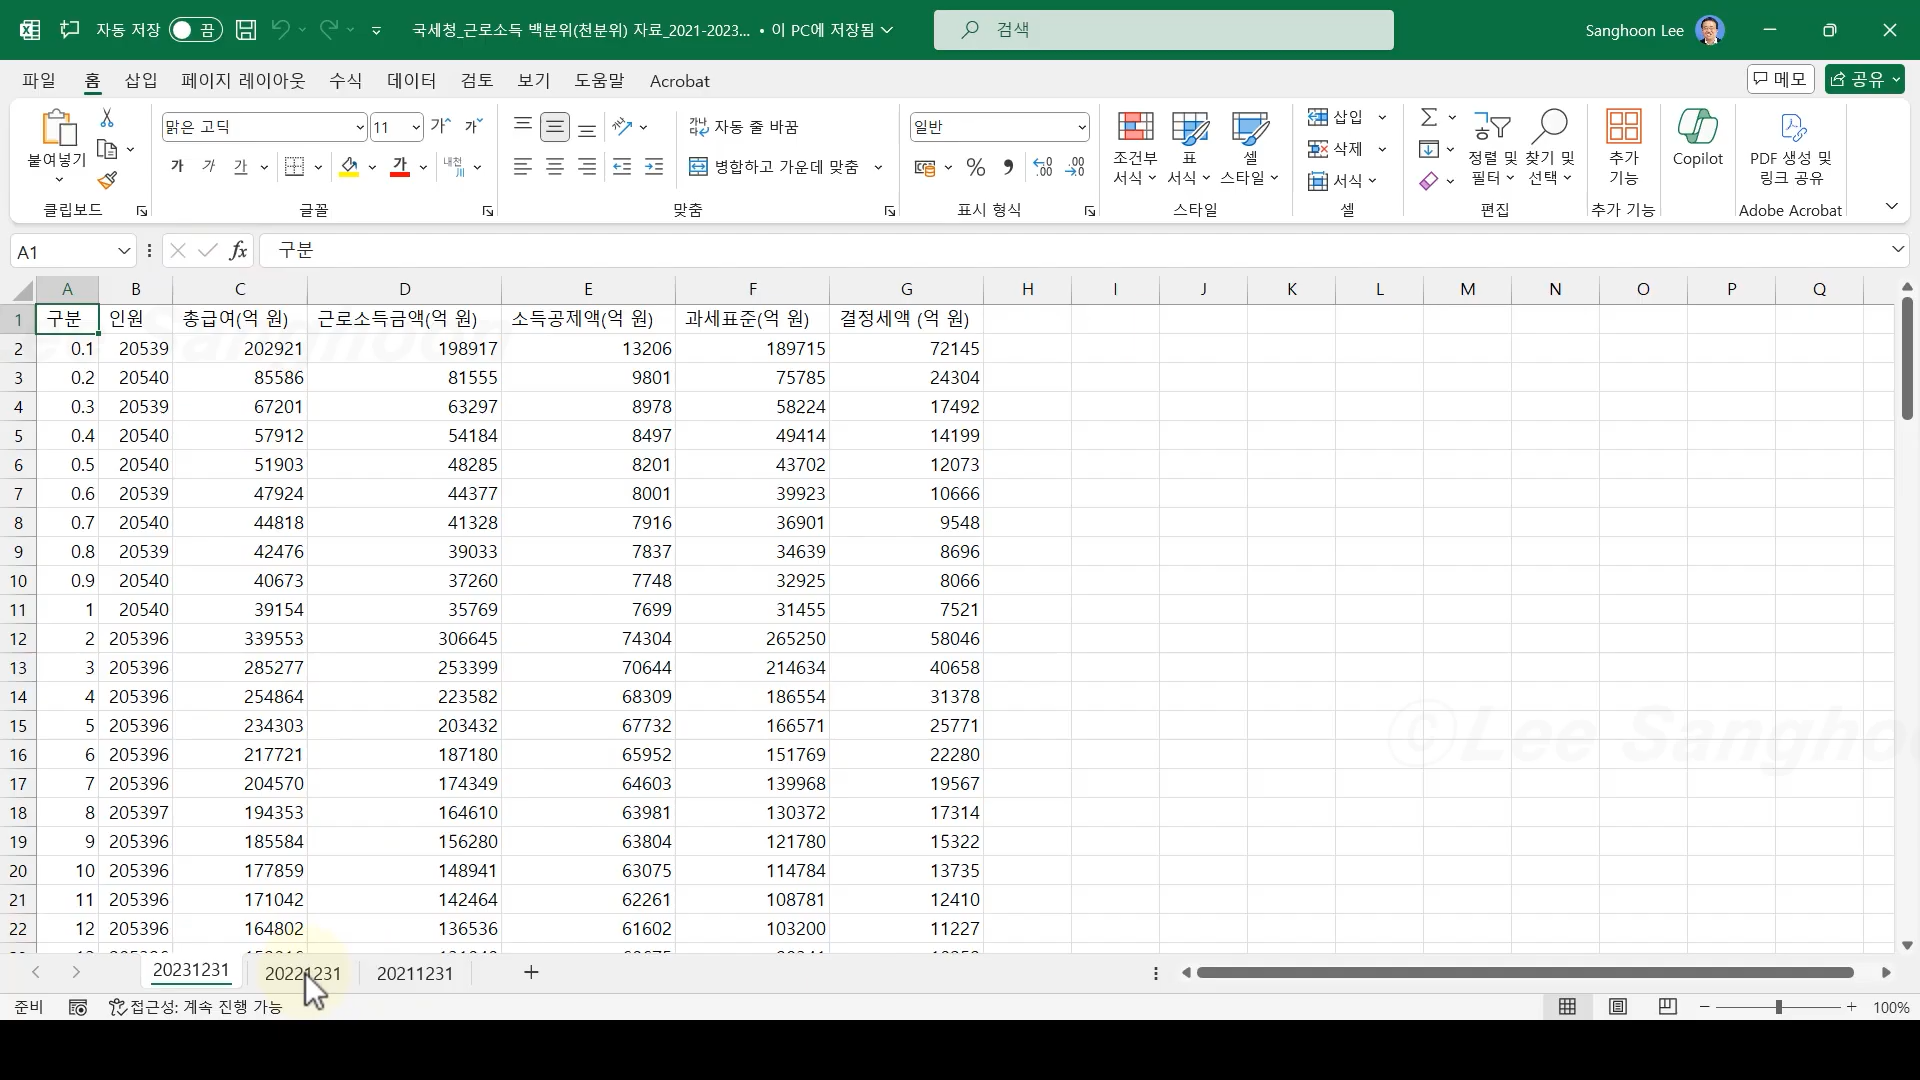 자동 저장 끔 국세청_근로소득 백분위(천분위) 자료_2021-2023... • 이 PC에 저장됨 검색 Sanghoon Lee
파일 홈 삽입 페이지 레이아웃 수식 데이터 검토 보기 도움말 Acrobat 메모 공유
붙여넣기
클립보드
맑은 고딕 11
가 가
가 가 가 가 내천
글꼴
자동 줄 바꿈
병합하고 가운데 맞춤
맞춤
일반
% 9 .00 .00
표시 형식
조건부 서식
표 서식
셀 스타일
스타일
삽입
삭제
서식
셀
정렬 및 필터
찾기 및 선택
편집
추가 기능
추가 기능
Copilot
PDF 생성 및 링크 공유
Adobe Acrobat
A1 fx 구분
A B C D E F G H I J K L M N O P Q
1 구분 인원 총급여(억 원) 근로소득금액(억 원) 소득공제액(억 원) 과세표준(억 원) 결정세액 (억 원)
2 0.1 20539 202921 198917 13206 189715 72145
3 0.2 20540 85586 81555 9801 75785 24304
4 0.3 20539 67201 63297 8978 58224 17492
5 0.4 20540 57912 54184 8497 49414 14199
6 0.5 20540 51903 48285 8201 43702 12073
7 0.6 20539 47924 44377 8001 39923 10666
8 0.7 20540 44818 41328 7916 36901 9548
9 0.8 20539 42476 39033 7837 34639 8696
10 0.9 20540 40673 37260 7748 32925 8066
11 1 20540 39154 35769 7699 31455 7521
12 2 205396 339553 306645 74304 265250 58046
13 3 205396 285277 253399 70644 214634 40658
14 4 205396 254864 223582 68309 186554 31378
15 5 205396 234303 203432 67732 166571 25771
16 6 205396 217721 187180 65952 151769 22280
17 7 205396 204570 174349 64603 139968 19567
18 8 205397 194353 164610 63981 130372 17314
19 9 205396 185584 156280 63804 121780 15322
20 10 205396 177859 148941 63075 114784 13735
21 11 205396 171042 142464 62261 108781 12410
22 12 205396 164802 136536 61602 103200 11227
©Lee Sangho
20231231 20221231 20211231
준비 접근성: 계속 진행 가능 100%